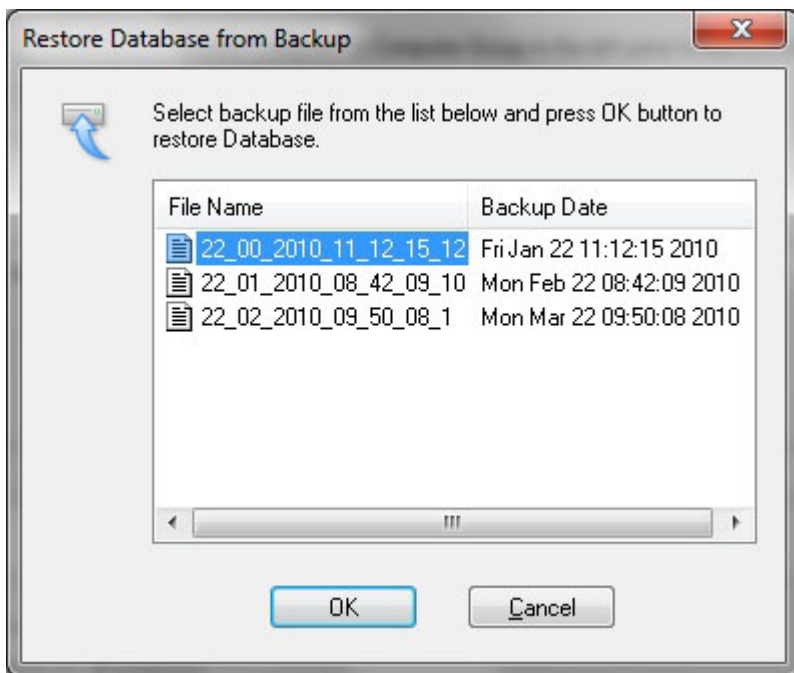 Restore Database from Backup
Select backup file from the list below and press OK button to
restore Database.
File Name Backup Date
22_00_2010_11_12_15_12 Fri Jan 22 11:12:15 2010
22_01_2010_08_42_09_10 Mon Feb 22 08:42:09 2010
22_02_2010_09_50_08_1 Mon Mar 22 09:50:08 2010
OK Cancel